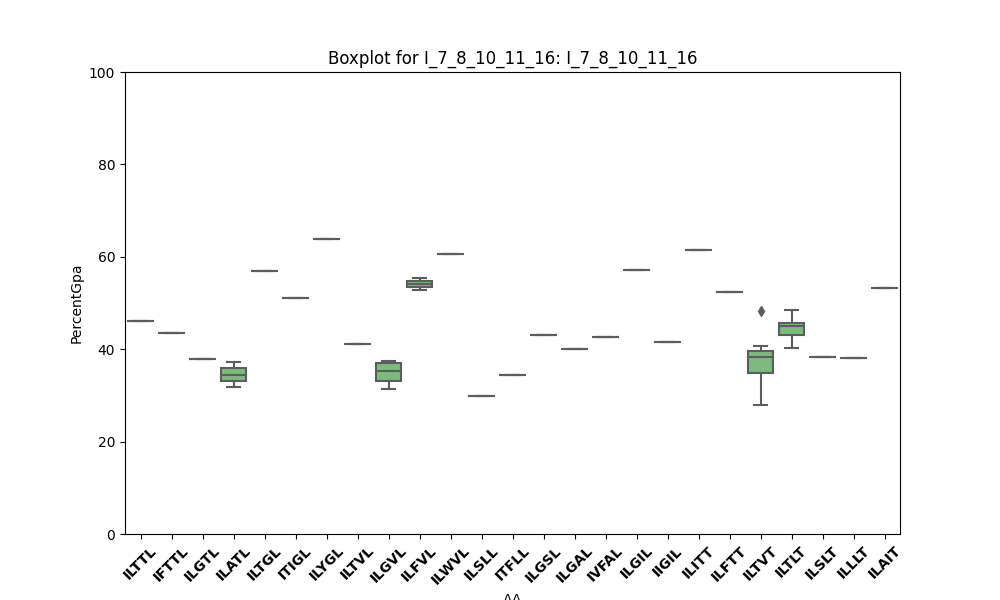 Boxplot for I_7_8_10_11_16: I_7_8_10_11_16
100
80
60
40
20
0
PercentGpa
ILTTL IFTTL ILGTL ILATL ILTGL ITIGL ILYGL ILTVL ILGVL ILFVL ILWVL ILSLL ITFLL ILGSL ILGAL IVFAL ILGIL IIGIL ILITT ILFTT ILTVT ILTLT ILSLT ILLLT ILAIT
AA